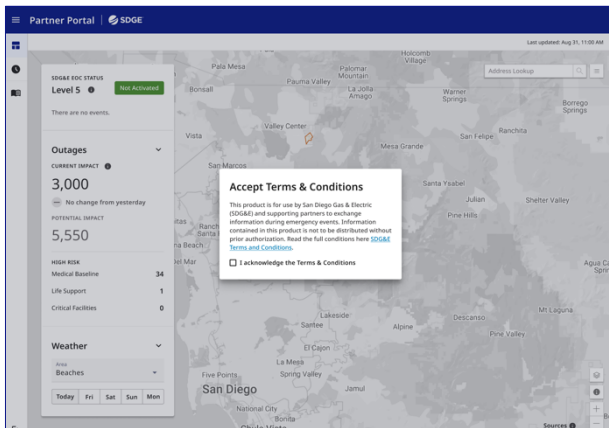 Partner Portal
SDGE
Last updated: Aug 31, 11:00 AM
Address Lookup
SDG&E EOC STATUS
Level 5
Not Activated
There are no events.
Outages
CURRENT IMPACT
3,000
No change from yesterday
POTENTIAL IMPACT
5,550
HIGH RISK
Medical Baseline 34
Life Support 1
Critical Facilities 0
Weather
Area
Beaches
Today Fri Sat Sun Mon
Accept Terms & Conditions
This product is for use by San Diego Gas & Electric
(SDG&E) and supporting partners to exchange
information during emergency events. Information
contained in this product is not to be distributed without
prior authorization. Read the full conditions here SDG&E
Terms and Conditions.
I acknowledge the Terms & Conditions
Holcomb
Village
Pala Mesa
Palomar
Mountain
Pauma Valley
La Jolla
Amago
Bonsall
Warner
Springs
Borrego
Springs
Valley Center
Vista
San Felipe
Ranchita
Mesa Grande
San Marcos
Santa Ysabel
Julian
Shelter Valley
Pine Hills
Del Mar
Lakeside
Santee
Alpine
Descanso
Mt Laguna
Pine Valley
El Cajon
La Mesa
Five Points
Spring Valley
San Diego
Jamul
National City
Bonita
Chula Vista
Sources